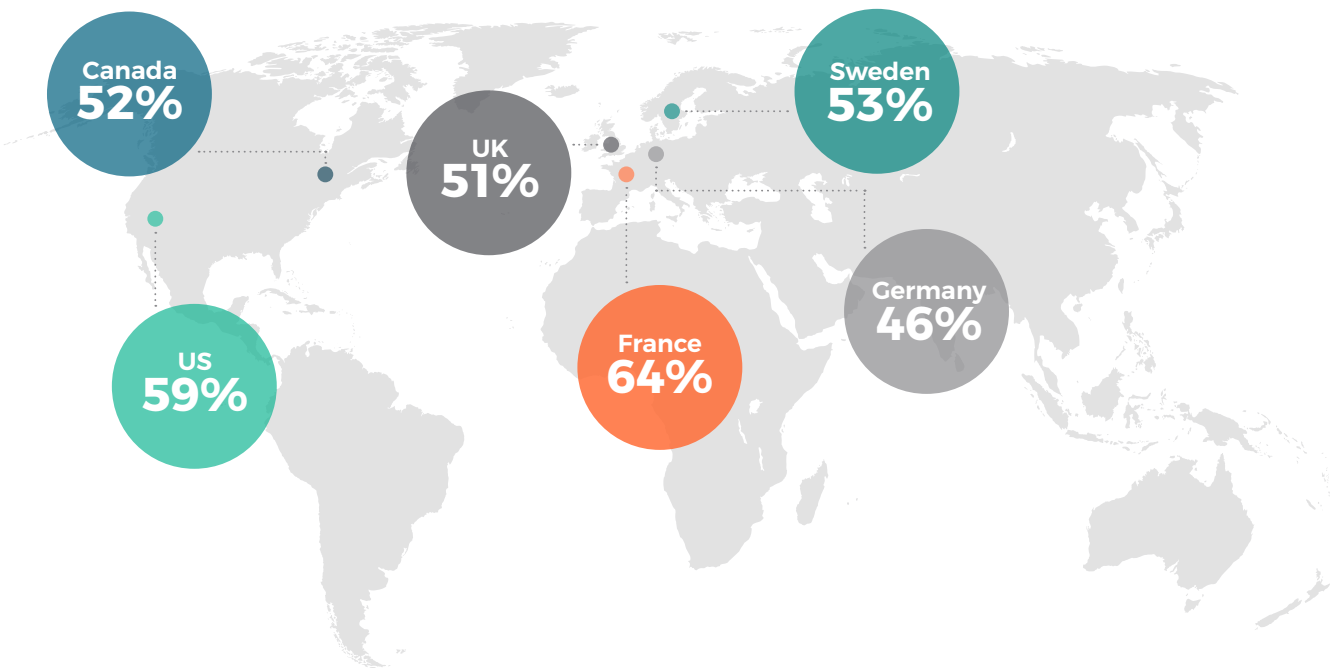 Canada
52%
UK
51%
Sweden
53%
US
59%
France
64%
Germany
46%